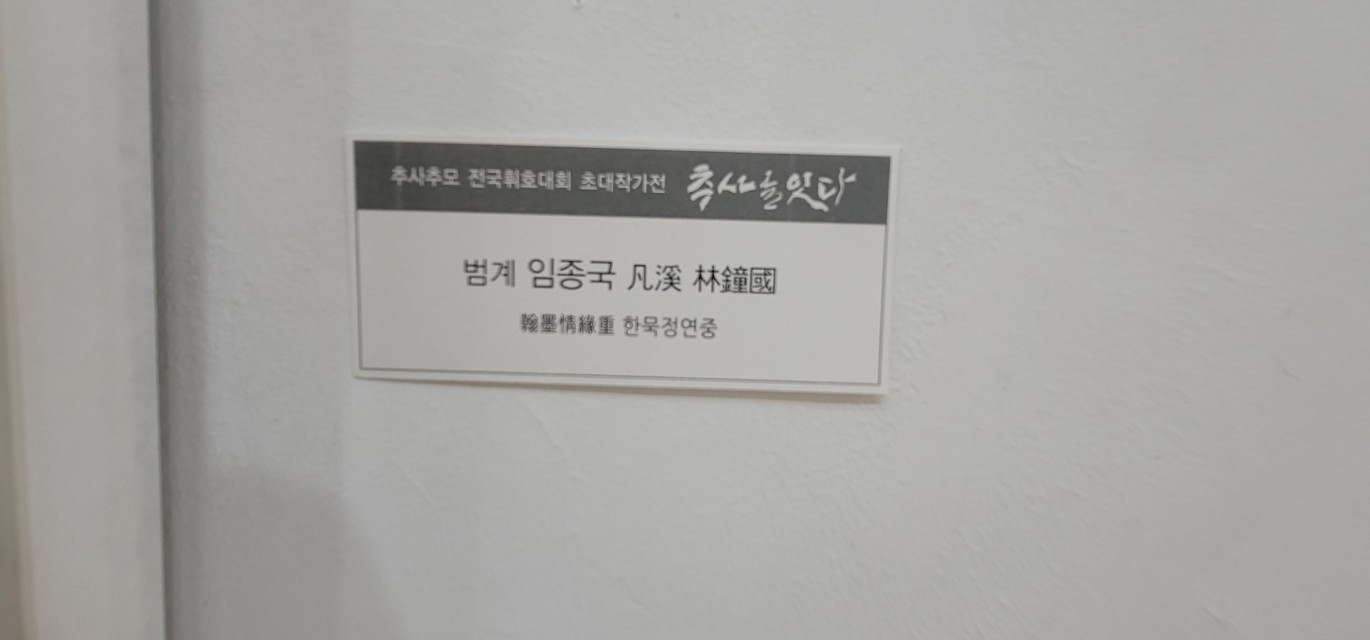 추사추모 전국휘호대회 초대작가전 추사를 잇다
범계 임종국 凡溪 林鐘國
翰墨情緣重 한묵정연중